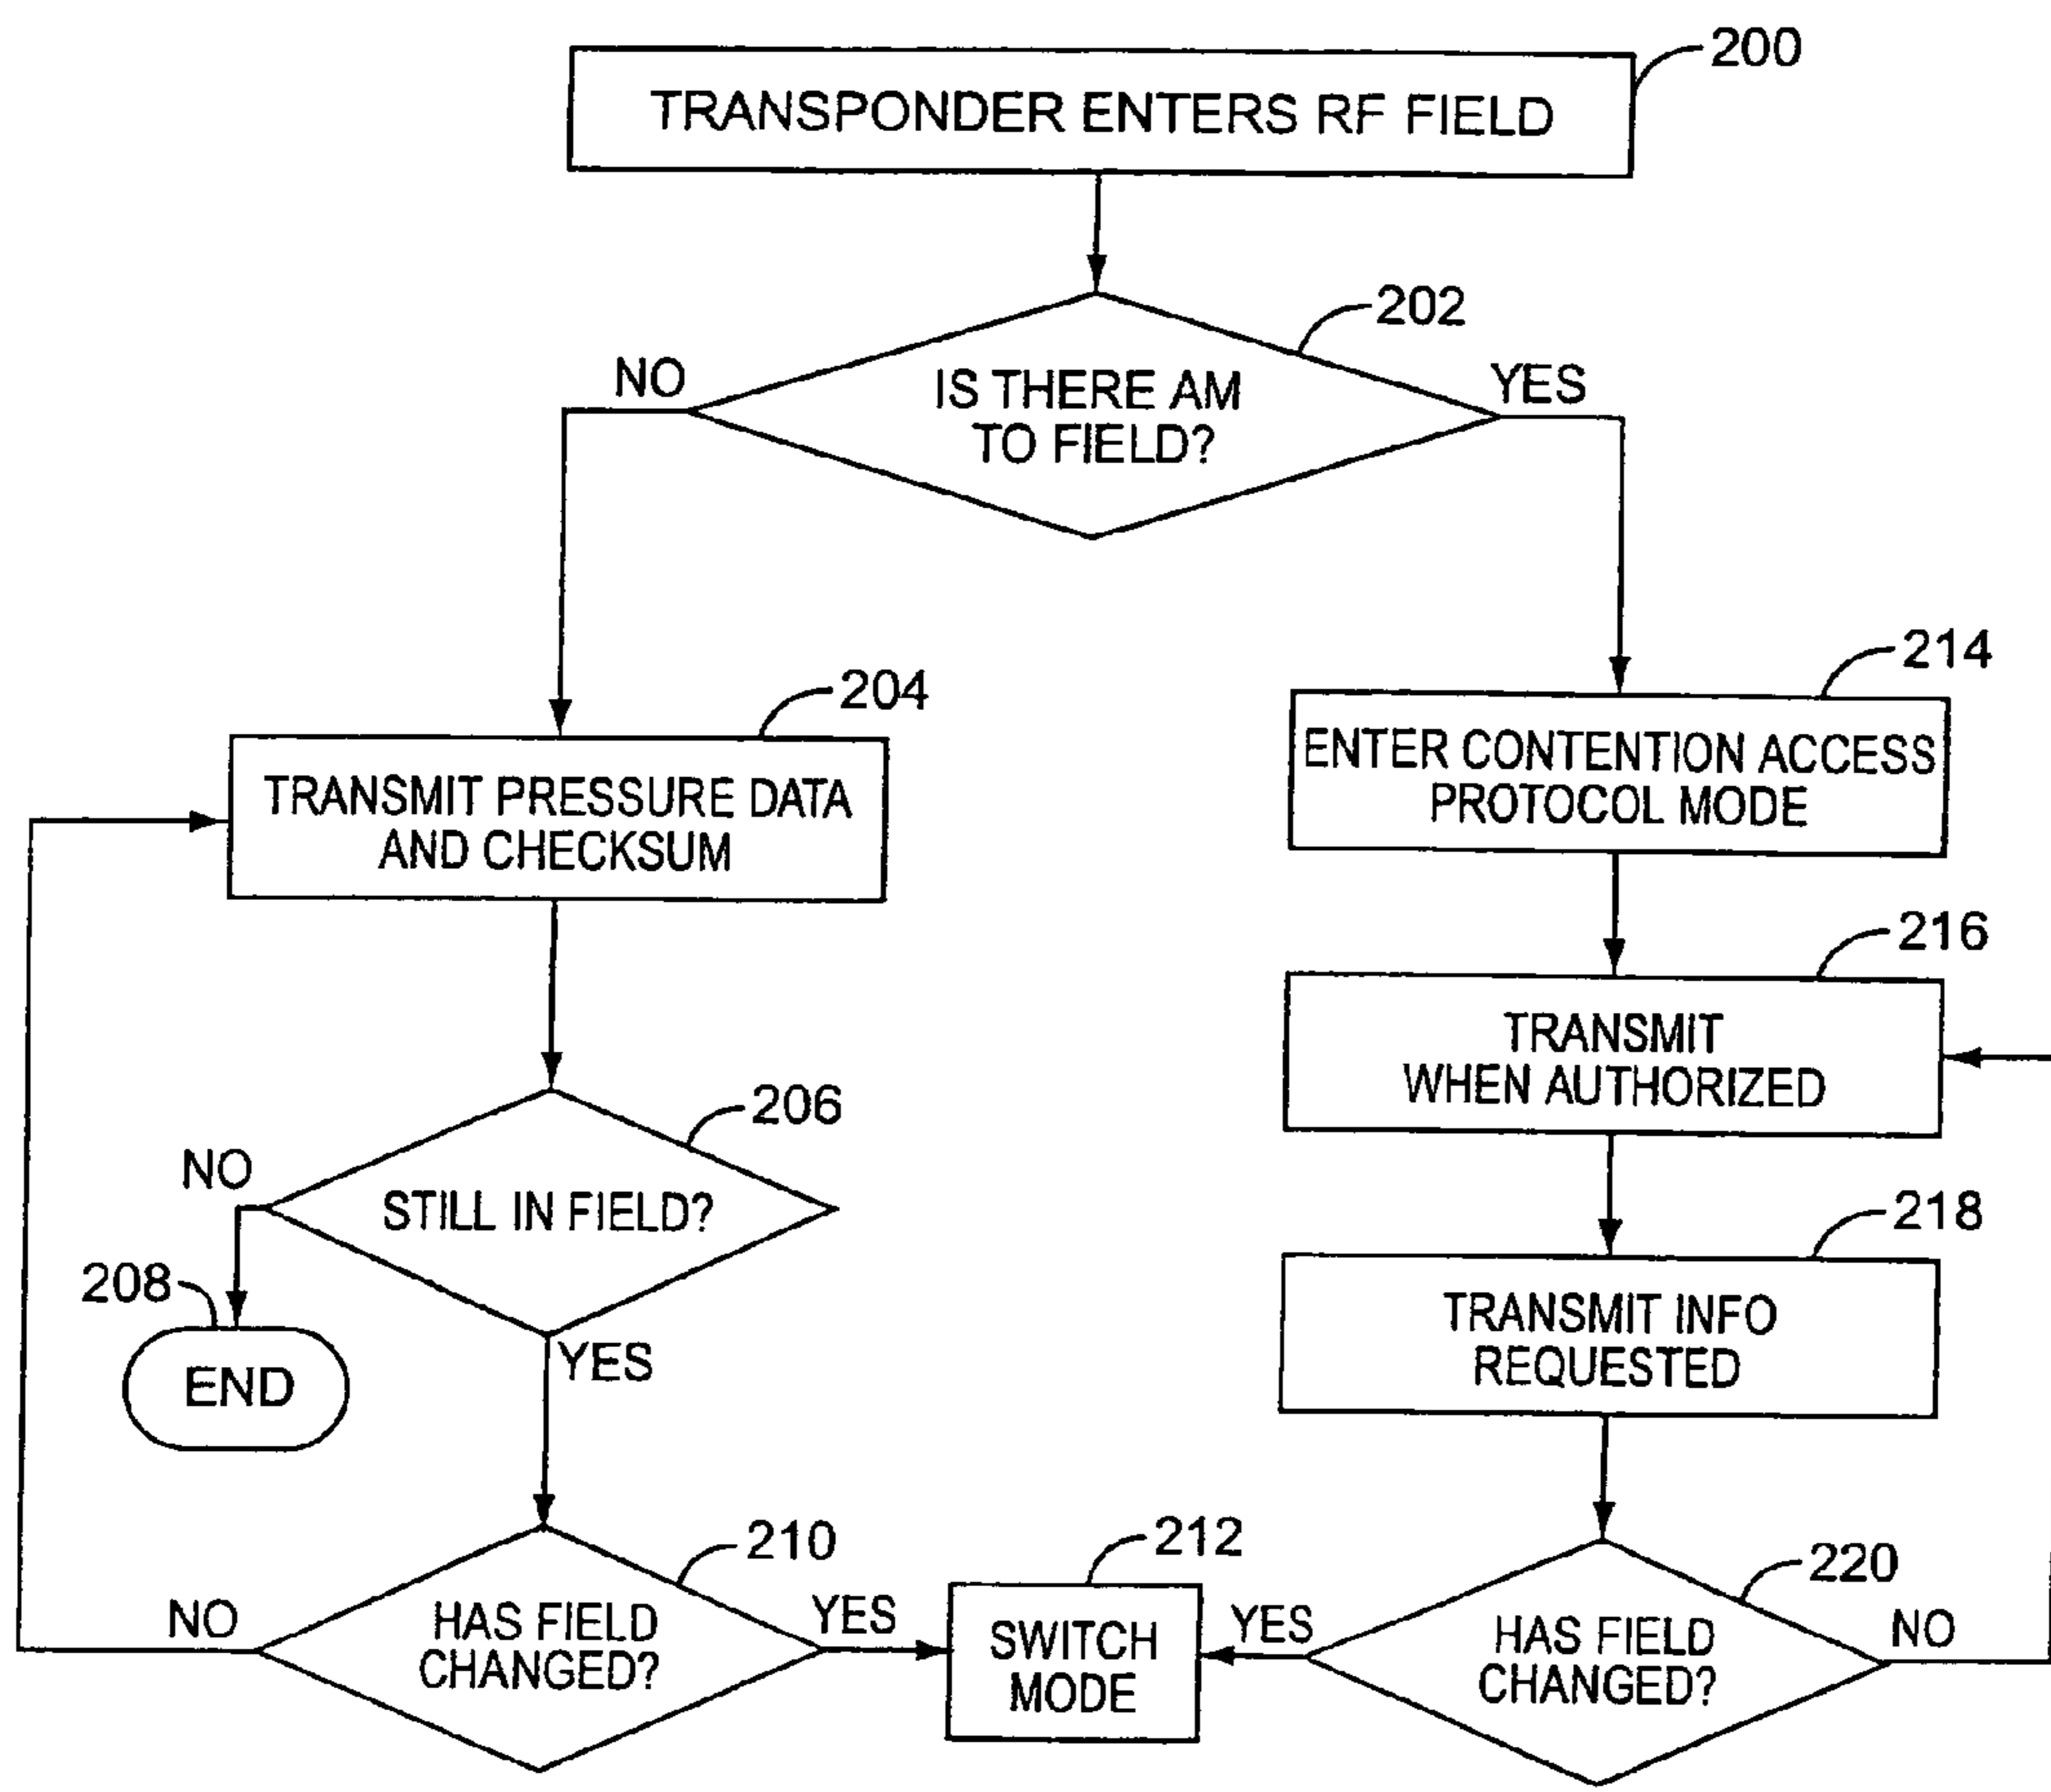 200
TRANSPONDER ENTERS RF FIELD
202
NO
IS THERE AM
TO FIELD?
YES
204
TRANSMIT PRESSURE DATA
AND CHECKSUM
214
ENTER CONTENTION ACCESS
PROTOCOL MODE
216
TRANSMIT
WHEN AUTHORIZED
206
NO
STILL IN FIELD?
YES
208
END
218
TRANSMIT INFO
REQUESTED
210
NO
HAS FIELD
CHANGED?
YES
212
SWITCH
MODE
220
YES
HAS FIELD
CHANGED?
NO